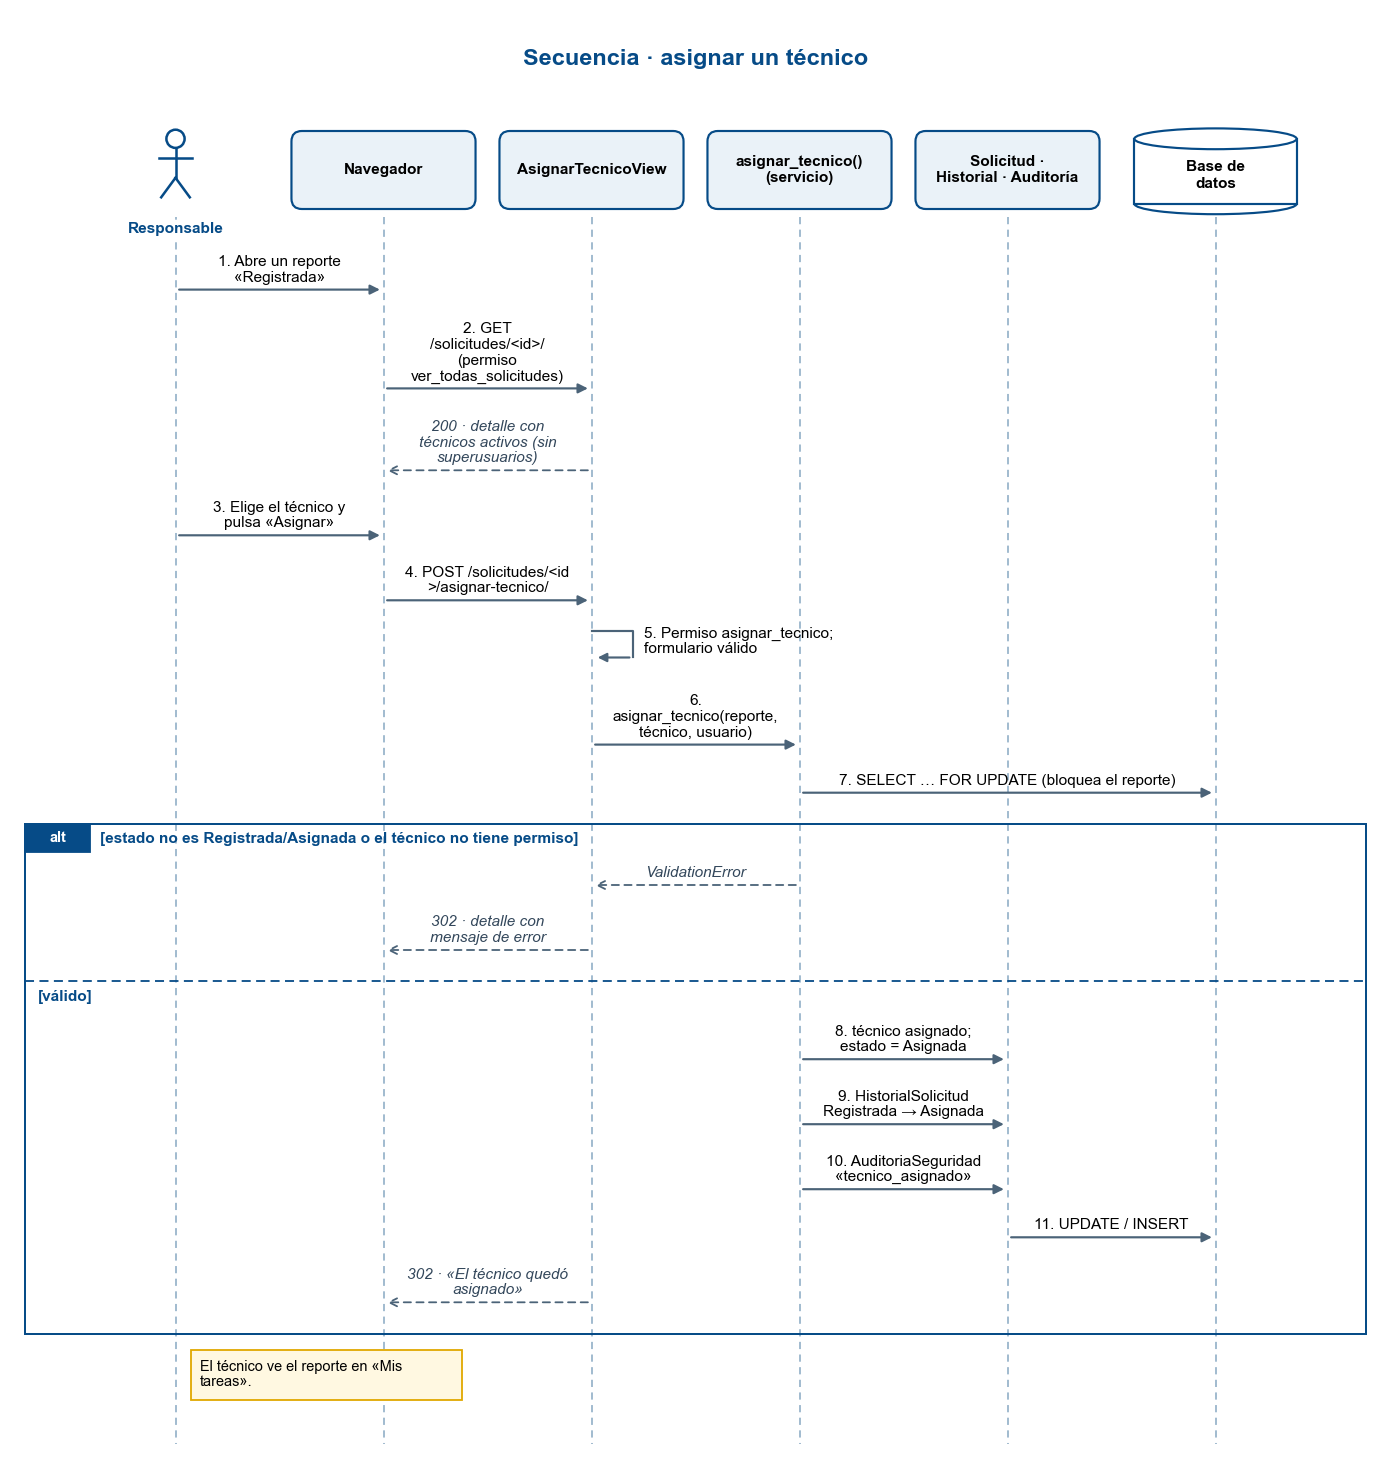 Secuencia · asignar un técnico
Responsable
Navegador
AsignarTecnicoView
asignar_tecnico()
(servicio)
Solicitud ·
Historial · Auditoría
Base de
datos
1. Abre un reporte
«Registrada»
2. GET
/solicitudes/<id>/
(permiso
ver_todas_solicitudes)
200 · detalle con
técnicos activos (sin
superusuarios)
3. Elige el técnico y
pulsa «Asignar»
4. POST /solicitudes/<id
>/asignar-tecnico/
5. Permiso asignar_tecnico;
formulario válido
6.
asignar_tecnico(reporte,
técnico, usuario)
7. SELECT … FOR UPDATE (bloquea el reporte)
alt
[estado no es Registrada/Asignada o el técnico no tiene permiso]
ValidationError
302 · detalle con
mensaje de error
[válido]
8. técnico asignado;
estado = Asignada
9. HistorialSolicitud
Registrada → Asignada
10. AuditoriaSeguridad
«tecnico_asignado»
11. UPDATE / INSERT
302 · «El técnico quedó
asignado»
El técnico ve el reporte en «Mis
tareas».